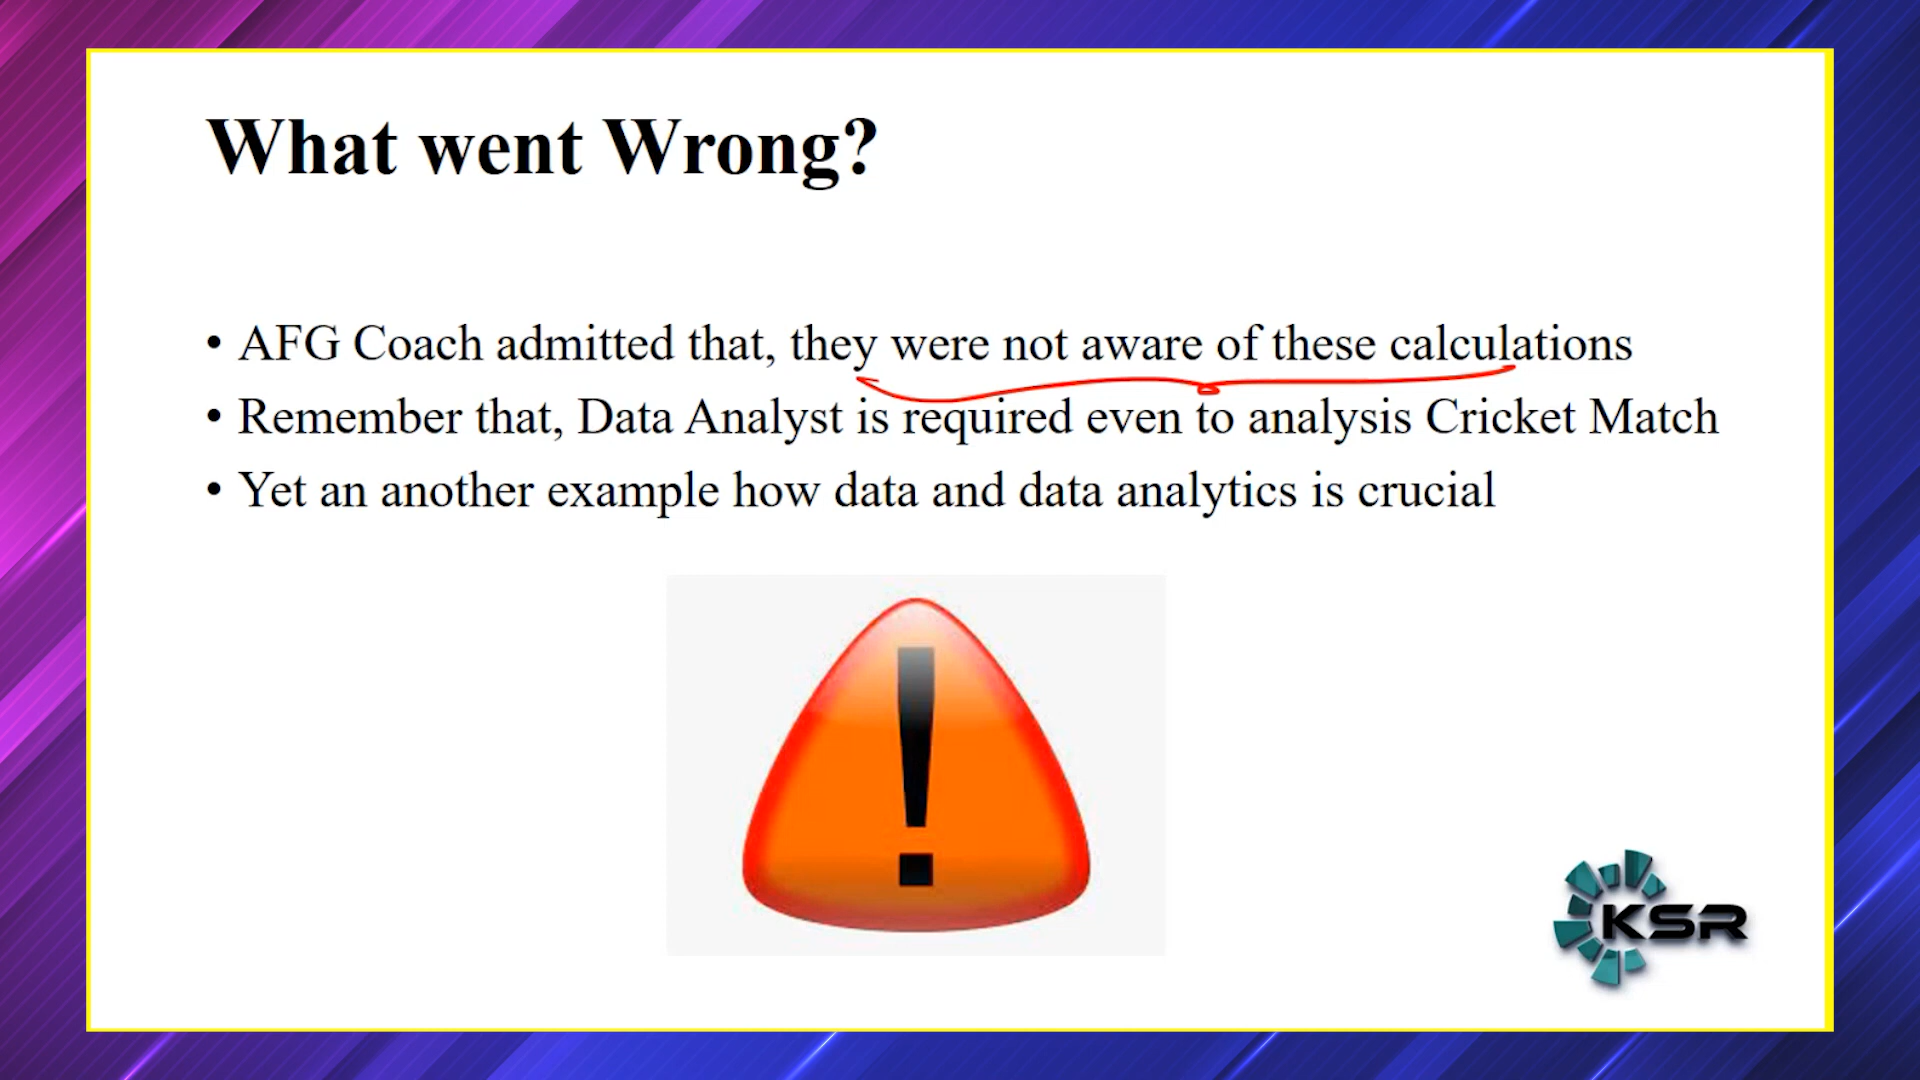 What went Wrong?
• AFG Coach admitted that, they were not aware of these calculations
• Remember that, Data Analyst is required even to analysis Cricket Match
• Yet an another example how data and data analytics is crucial
!
KSR